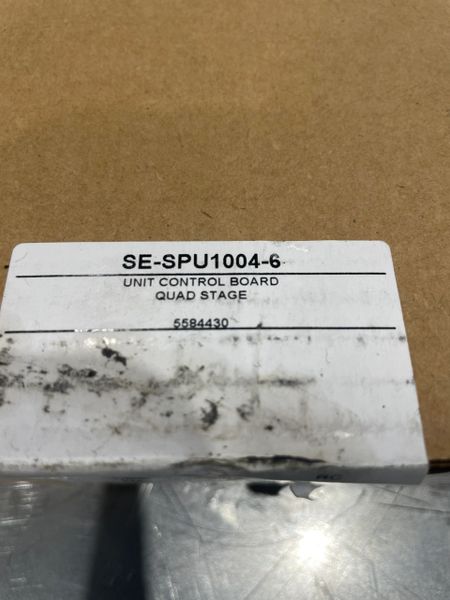 SE-SPU1004-6
UNIT CONTROL BOARD
QUAD STAGE
5584430